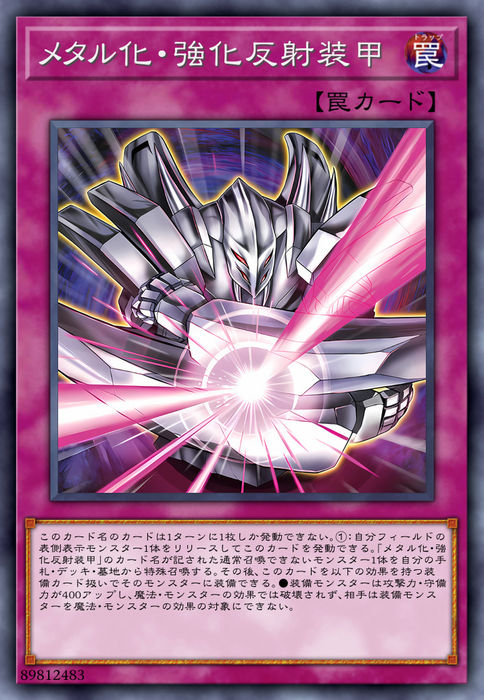 メタル化・強化反射装甲
トラップ
罠
【罠カード】
このカード名のカードは1ターンに1枚しか発動できない。①:自分フィールドの
表側表示モンスター1体をリリースしてこのカードを発動できる。「メタル化・強
化反射装甲」のカード名が記された通常召喚できないモンスター1体を自分の手
札・デッキ・墓地から特殊召喚する。その後、このカードを以下の効果を持つ装
備カード扱いでそのモンスターに装備できる。●装備モンスターは攻撃力・守備
力が400アップし、魔法・モンスターの効果では破壊されず、相手は装備モンス
ターを魔法・モンスターの効果の対象にできない。
89812483